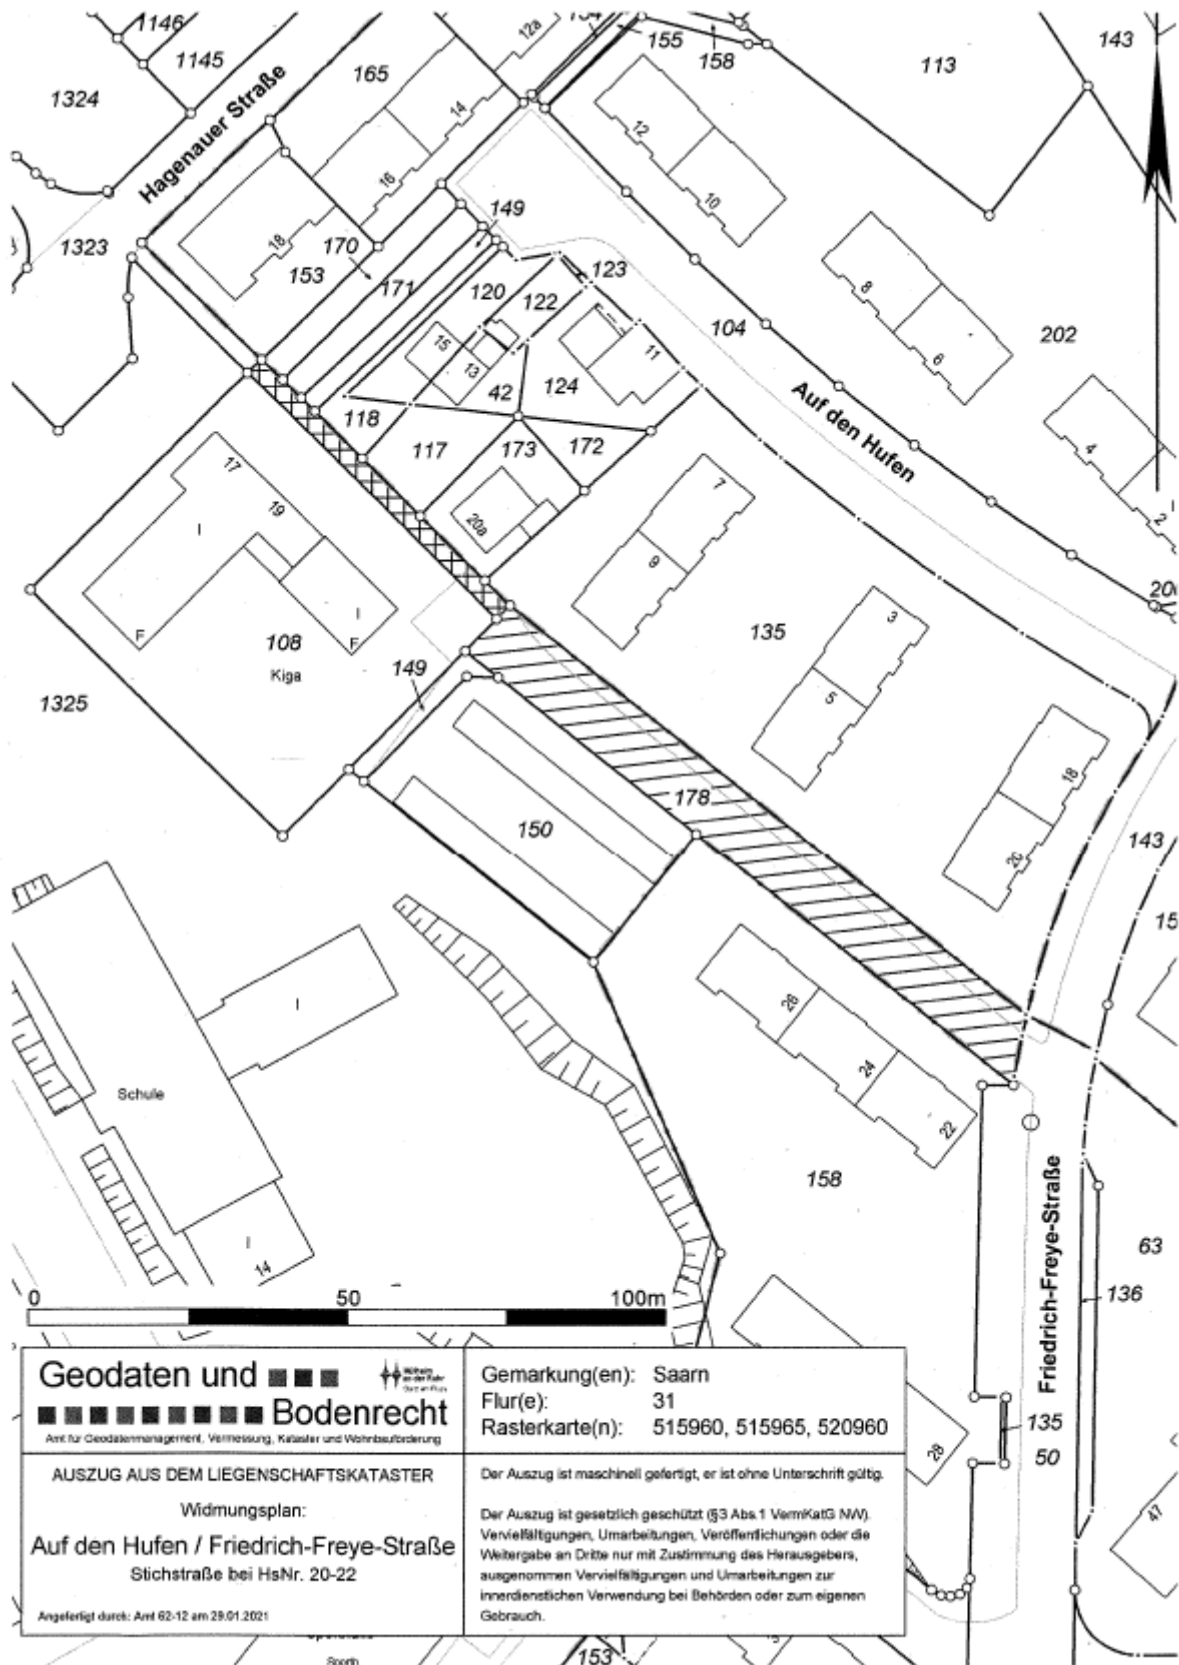 1146
155
12a
143
1145
158
113
165
1324
14
Hagenauer Straße
12
16
10
149
18
170
1323
153
171
123
120
122
8
104
202
15
11
6
13
42
124
Auf den Hufen
118
4
117
173
172
17
7
2
19
20a
I
9
3
F
I
F
108
135
Kiga
149
5
1325
18
178
150
143
20
26
I
24
Schule
22
158
Friedrich-Freye-Straße
I
14
63
0 50 100m
136
135
28
50
47
Geodaten und
Bodenrecht
Amt für Geodatenmanagement, Vermessung, Kataster und Wohnbauförderung
Gemarkung(en): Saarn
Flur(e): 31
Rasterkarte(n): 515960, 515965, 520960
AUSZUG AUS DEM LIEGENSCHAFTSKATASTER
Widmungsplan:
Auf den Hufen / Friedrich-Freye-Straße
Stichstraße bei HsNr. 20-22
Angefertigt durch: Amt 62-12 am 29.01.2021
Der Auszug ist maschinell gefertigt, er ist ohne Unterschrift gültig.
Der Auszug ist gesetzlich geschützt (§3 Abs.1 VermKatG NW).
Vervielfältigungen, Umarbeitungen, Veröffentlichungen oder die
Weitergabe an Dritte nur mit Zustimmung des Herausgebers,
ausgenommen Vervielfältigungen und Umarbeitungen zur
innerdienstlichen Verwendung bei Behörden oder zum eigenen
Gebrauch.
153